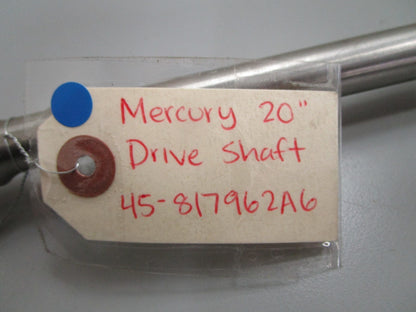 Mercury 20"
Drive Shaft
45-817962A6